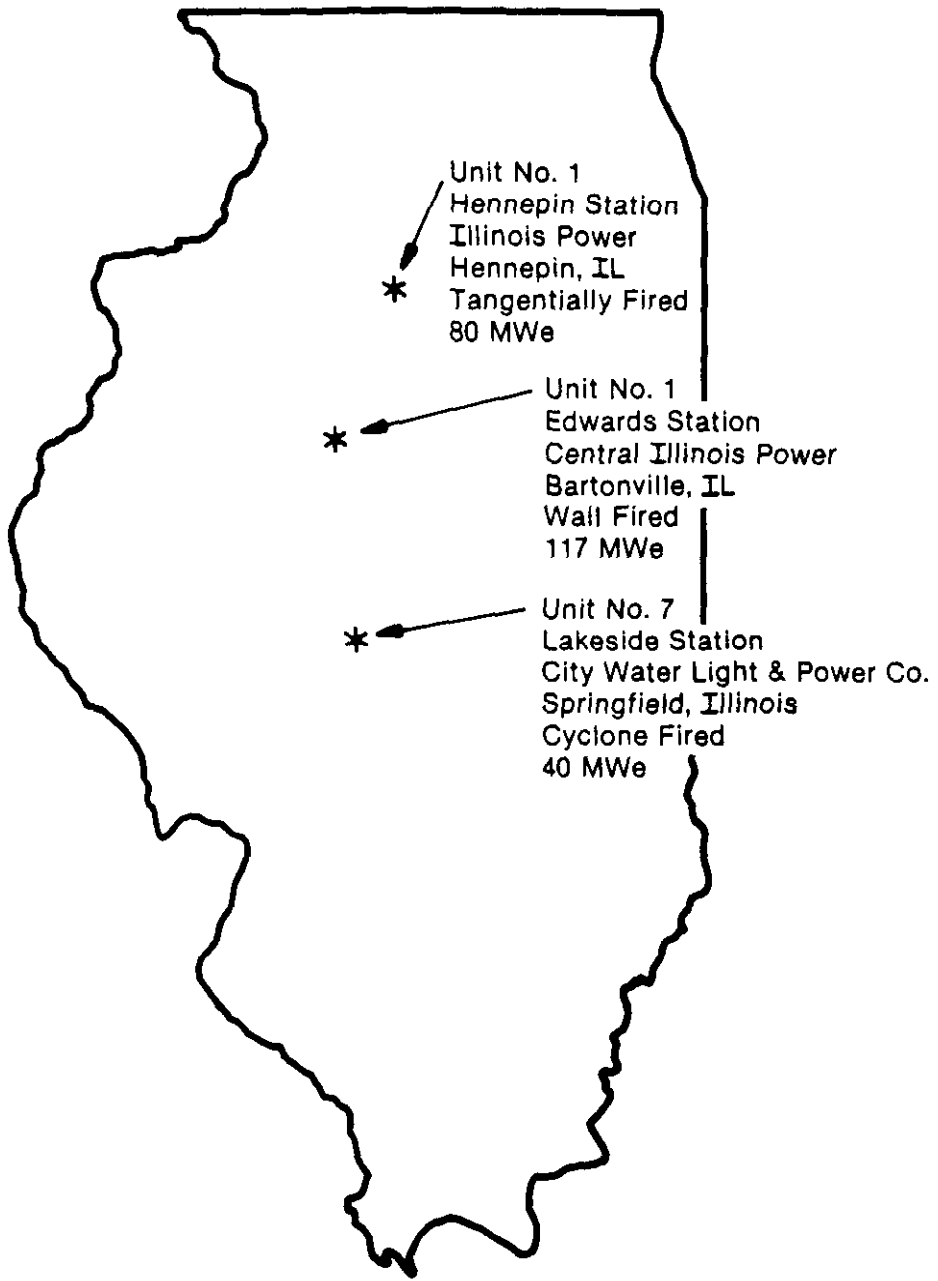 Unit No. 1
Hennepin Station
Illinois Power
Hennepin, IL
Tangentially Fired
80 MWe
Unit No. 1
Edwards Station
Central Illinois Power
Bartonville, IL
Wall Fired
117 MWe
Unit No. 7
Lakeside Station
City Water Light & Power Co.
Springfield, Illinois
Cyclone Fired
40 MWe